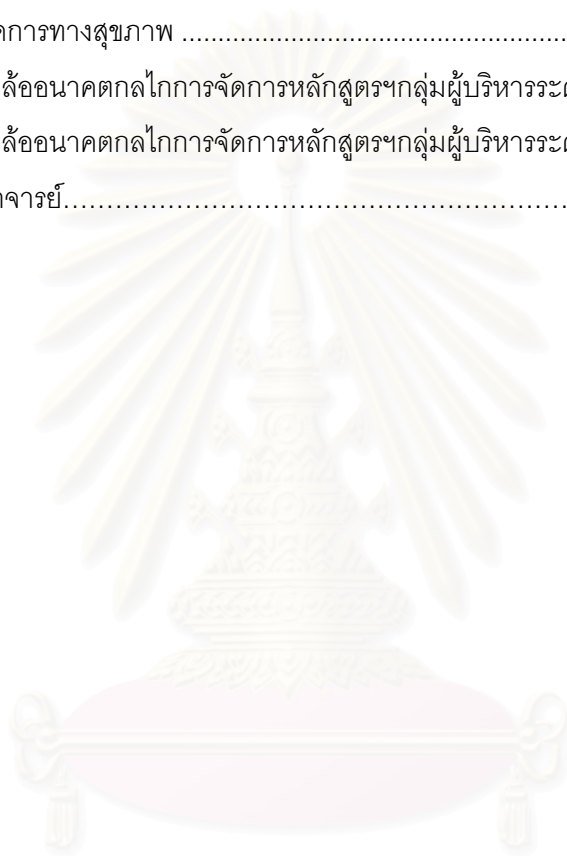 การทางสุขภาพ ......................................................
ล้ออนาคตกลไกการจัดการหลักสูตรฯกลุ่มผู้บริหารระ
ล้ออนาคตกลไกการจัดการหลักสูตรฯกลุ่มผู้บริหารระ
จารย์..............................................................